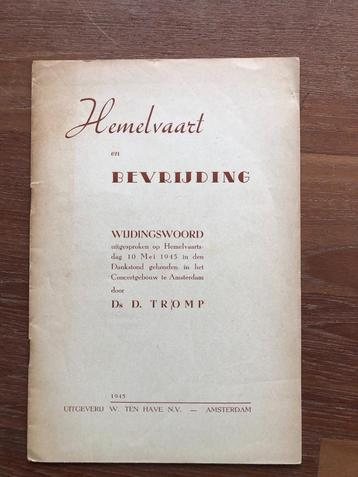 Hemelvaart
en
BEVRIJDING
WIJDINGSWOORD
uitgesproken op Hemelvaarts-
dag 10 Mei 1945 in den
Dankstond gehouden in het
Concertgebouw te Amsterdam
door
Ds D. TROMP
1945
UITGEVERIJ W. TEN HAVE N.V. — AMSTERDAM